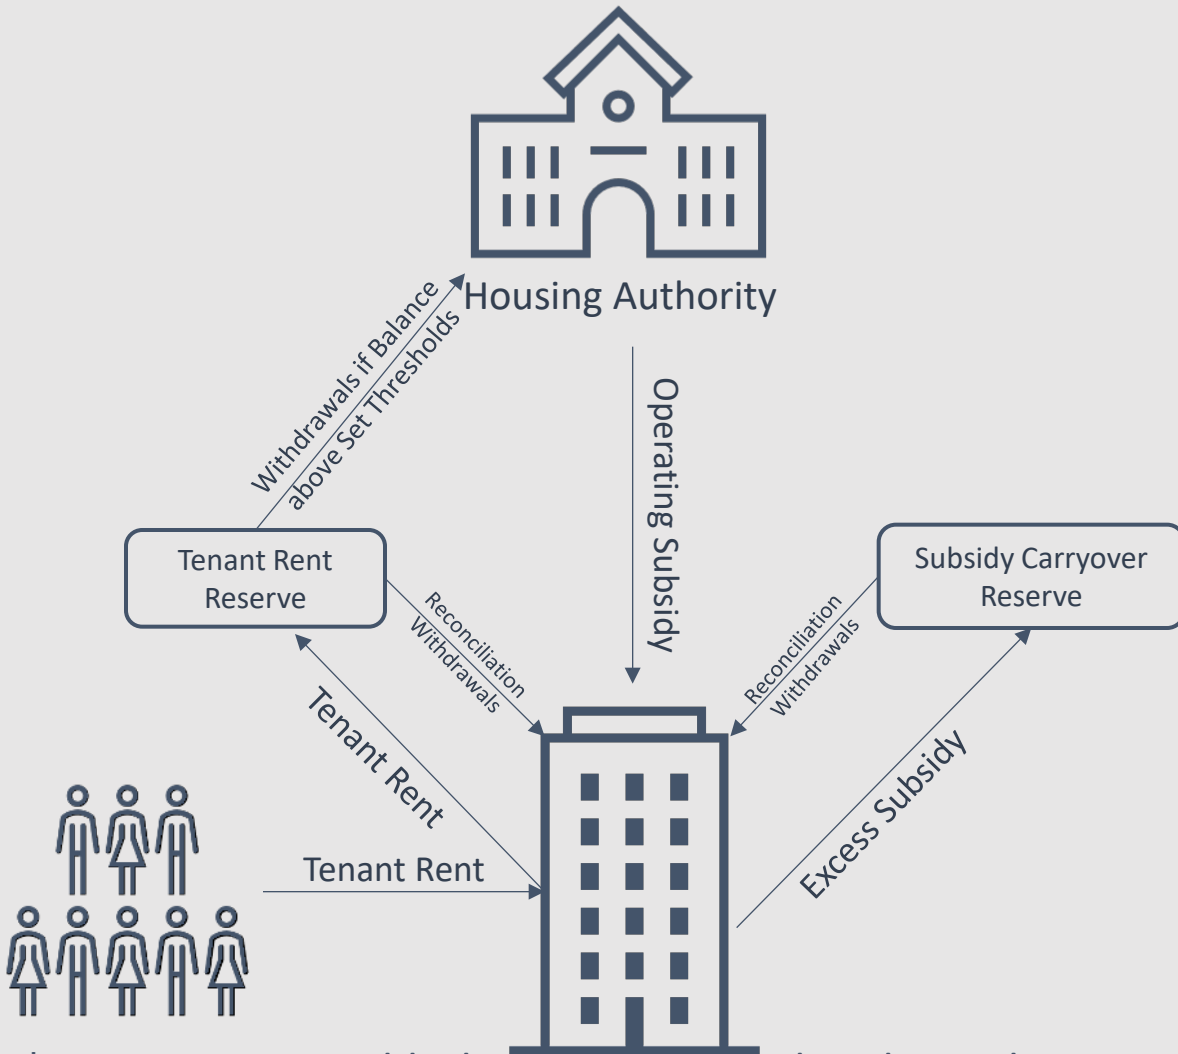 Housing Authority
Withdrawals if Balance
above Set Thresholds
Operating Subsidy
Tenant Rent
Reserve
Subsidy Carryover
Reserve
Reconciliation
Withdrawals
Reconciliation
Withdrawals
Tenant Rent
Excess Subsidy
Tenant Rent